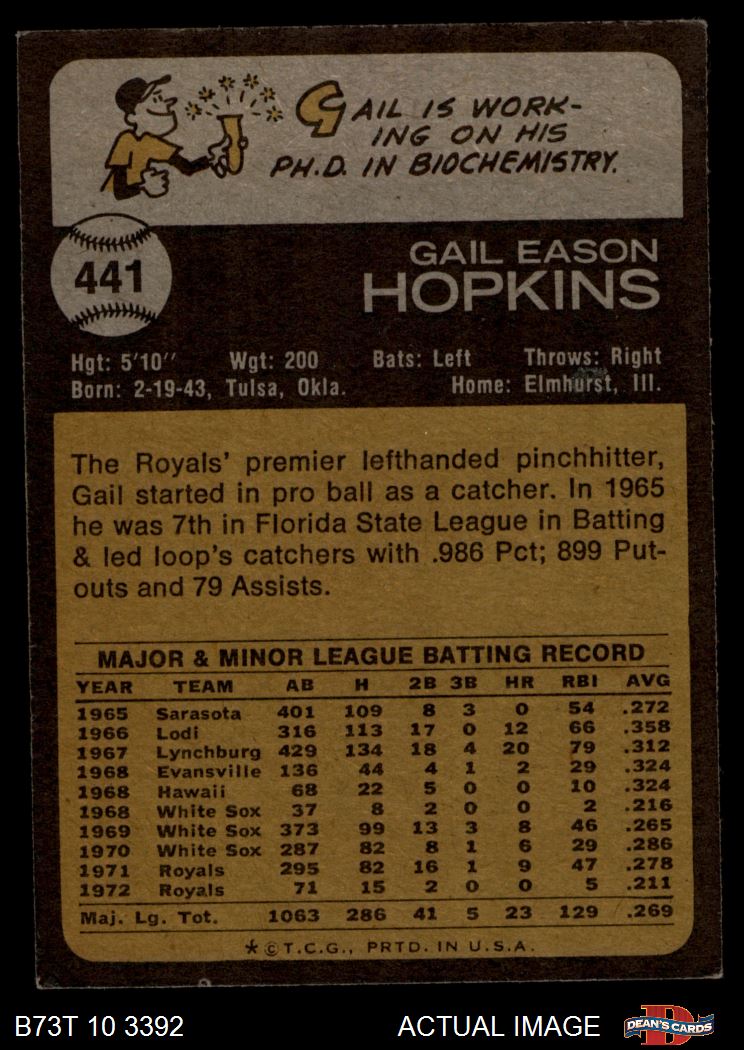 GAIL IS WORK-
ING ON HIS
PH.D. IN BIOCHEMISTRY.
441
GAIL EASON
HOPKINS
Hgt: 5'10" Wgt: 200 Bats: Left Throws: Right
Born: 2-19-43, Tulsa, Okla. Home: Elmhurst, Ill.
The Royals' premier lefthanded pinchhitter,
Gail started in pro ball as a catcher. In 1965
he was 7th in Florida State League in Batting
& led loop's catchers with .986 Pct; 899 Put-
outs and 79 Assists.
MAJOR & MINOR LEAGUE BATTING RECORD
YEAR TEAM AB H 2B 3B HR RBI AVG
1965 Sarasota 401 109 8 3 0 54 .272
1966 Lodi 316 113 17 0 12 66 .358
1967 Lynchburg 429 134 18 4 20 79 .312
1968 Evansville 136 44 4 1 2 29 .324
1968 Hawaii 68 22 5 0 0 10 .324
1968 White Sox 37 8 2 0 0 2 .216
1969 White Sox 373 99 13 3 8 46 .265
1970 White Sox 287 82 8 1 6 29 .286
1971 Royals 295 82 16 1 9 47 .278
1972 Royals 71 15 2 0 0 5 .211
Maj. Lg. Tot. 1063 286 41 5 23 129 .269
*©T.C.G., PRTD. IN U.S.A.
B73T 10 3392 ACTUAL IMAGE D DEAN'S CARDS